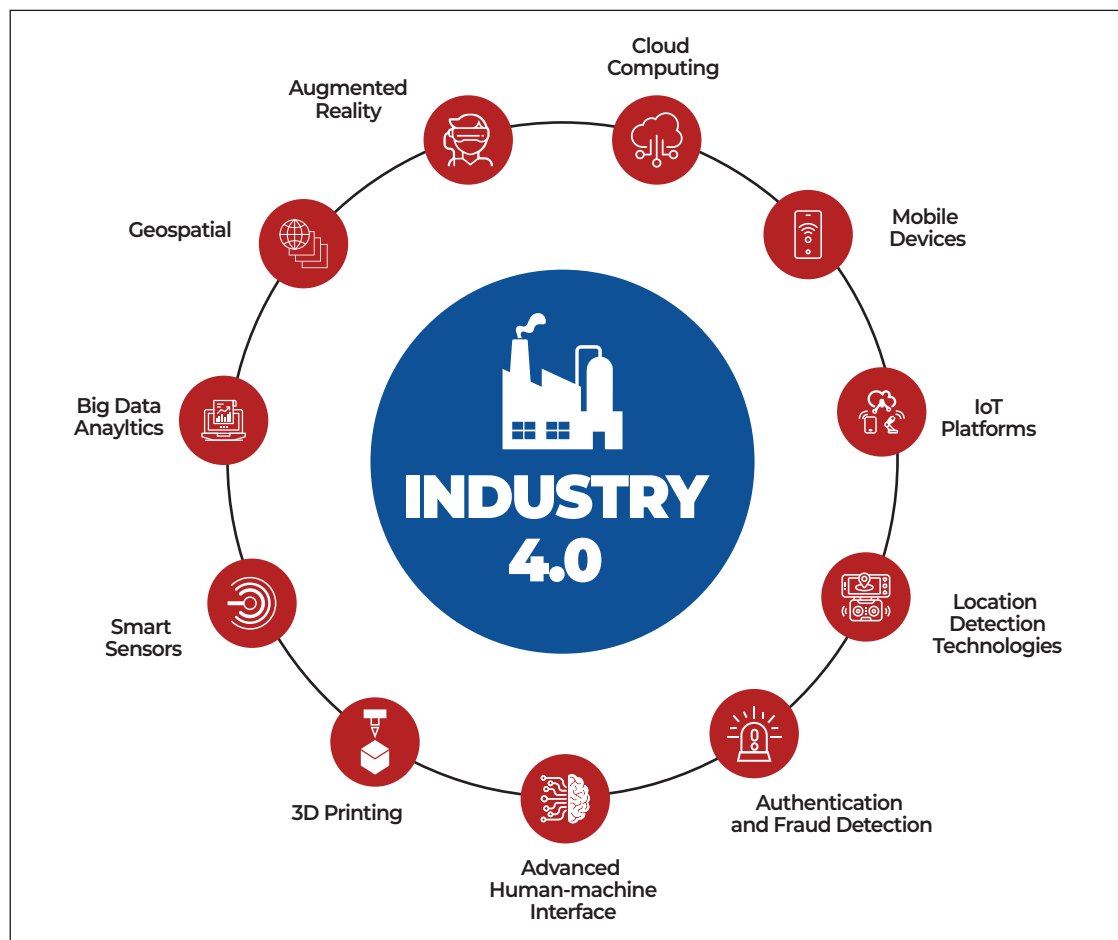 Cloud
Computing
Augmented
Reality
Mobile
Devices
Geospatial
IoT
Platforms
Big Data
Anayltics
INDUSTRY
4.0
Location
Detection
Technologies
Smart
Sensors
Authentication
and Fraud Detection
3D Printing
Advanced
Human-machine
Interface